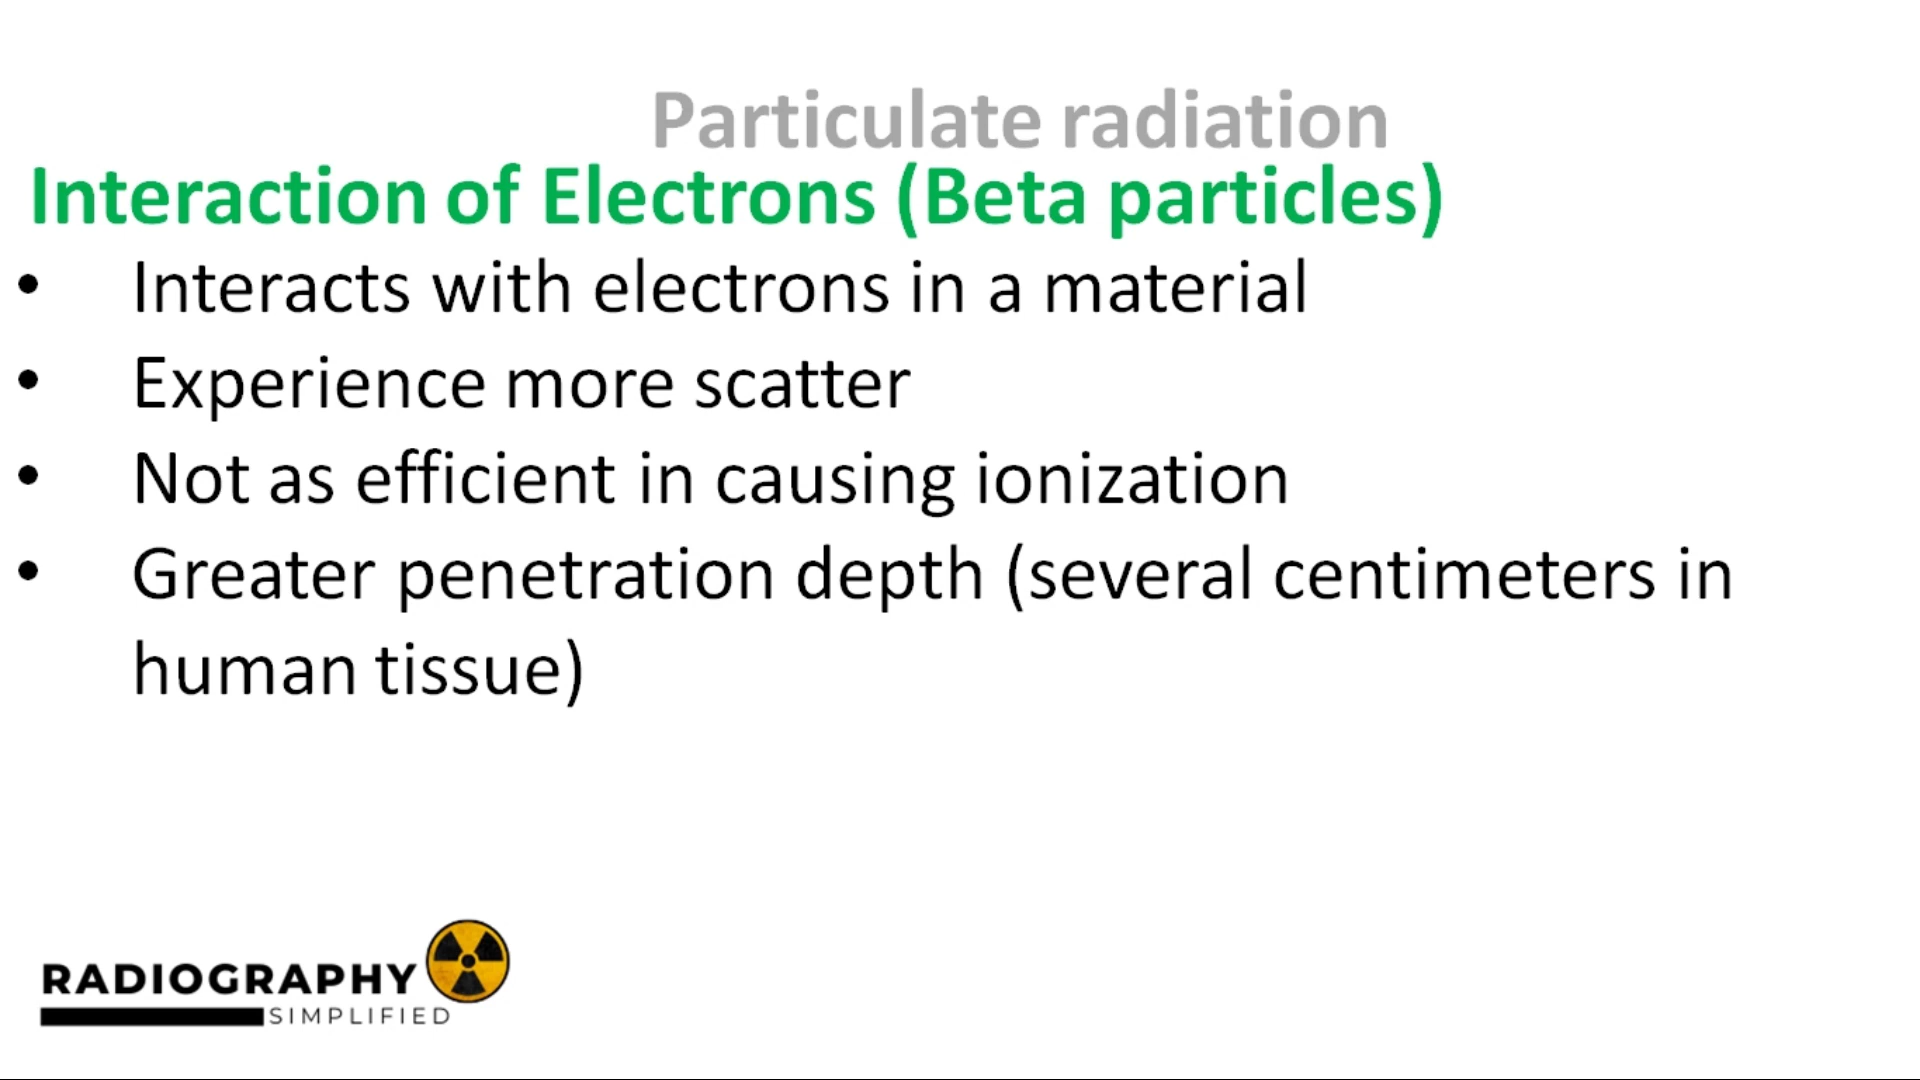 Particulate radiation
Interaction of Electrons (Beta particles)
• Interacts with electrons in a material
• Experience more scatter
• Not as efficient in causing ionization
• Greater penetration depth (several centimeters in
human tissue)
RADIOGRAPHY
SIMPLIFIED